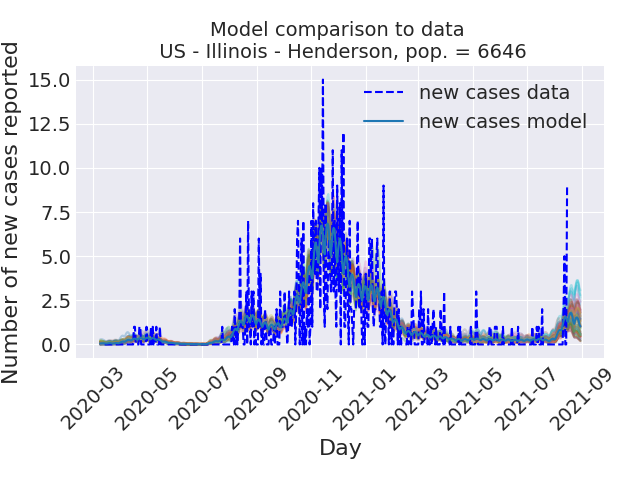 Model comparison to data
US - Illinois - Henderson, pop. = 6646
Number of new cases reported
15.0
12.5
10.0
7.5
5.0
2.5
0.0
new cases data
new cases model
2020-03
2020-05
2020-07
2020-09
2020-11
2021-01
2021-03
2021-05
2021-07
2021-09
Day